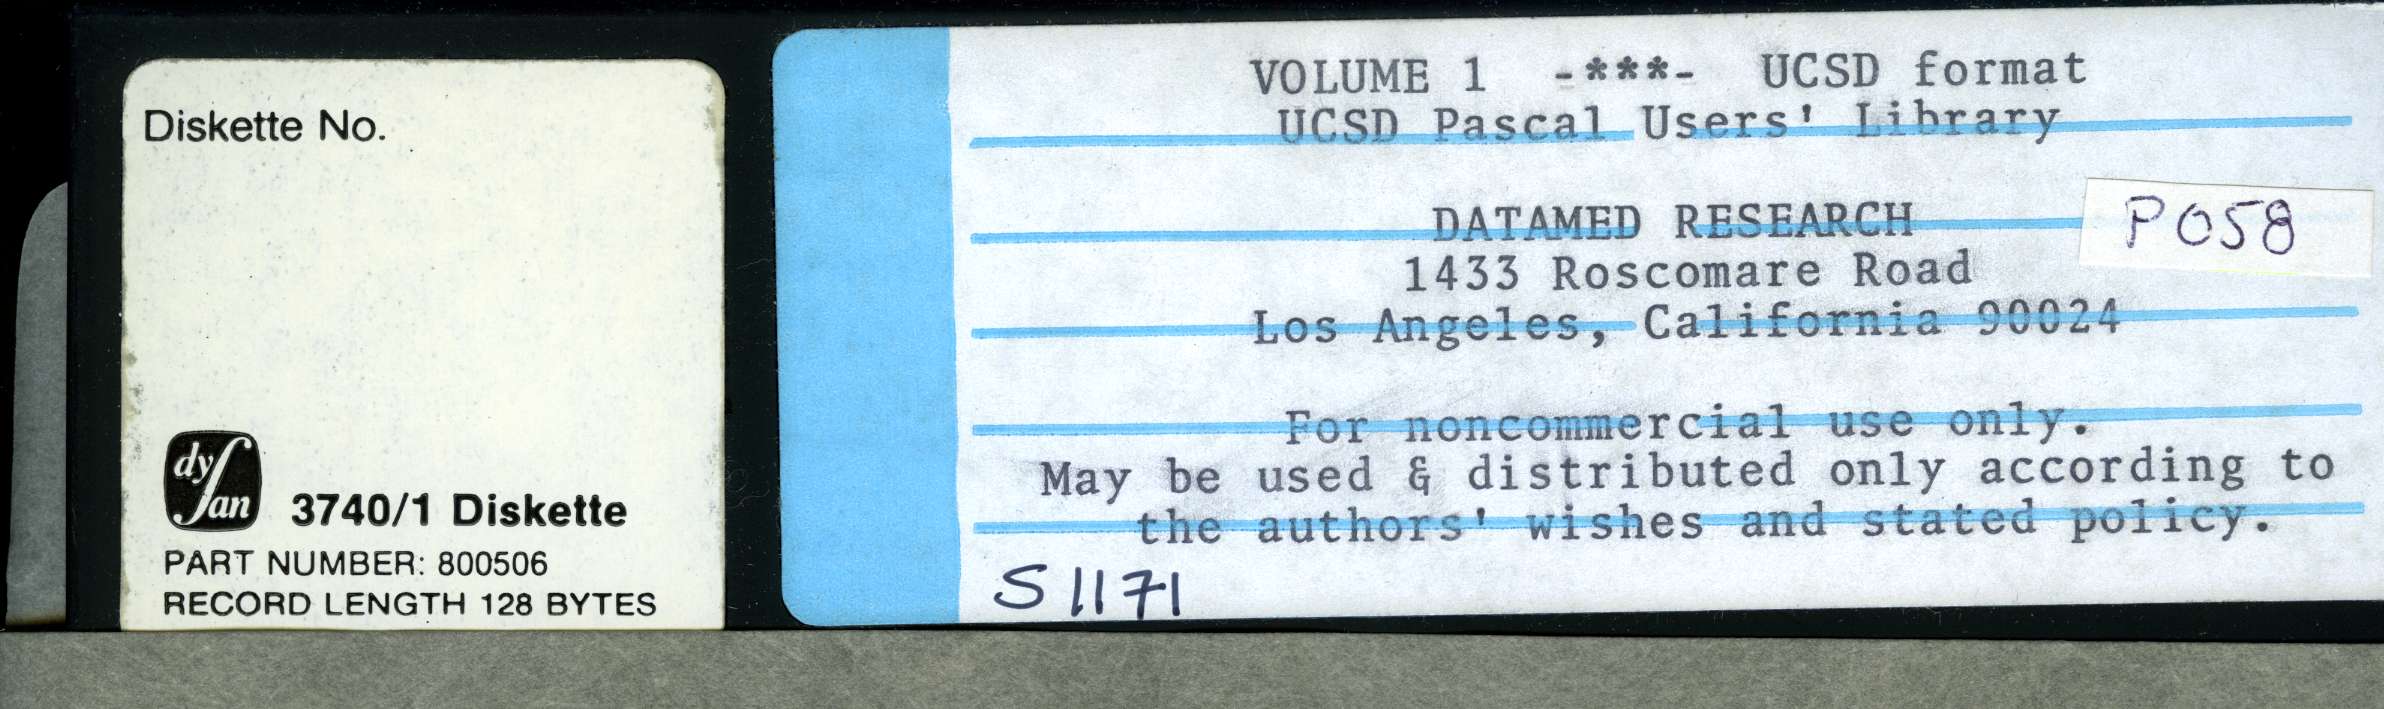 Diskette No.
dysan
3740/1 Diskette
PART NUMBER: 800506
RECORD LENGTH 128 BYTES
VOLUME 1 -***- UCSD format
UCSD Pascal Users' Library
DATAMED RESEARCH
1433 Roscomare Road
Los Angeles, California 90024
P058
For noncommercial use only.
May be used & distributed only according to
the authors' wishes and stated policy.
S1171